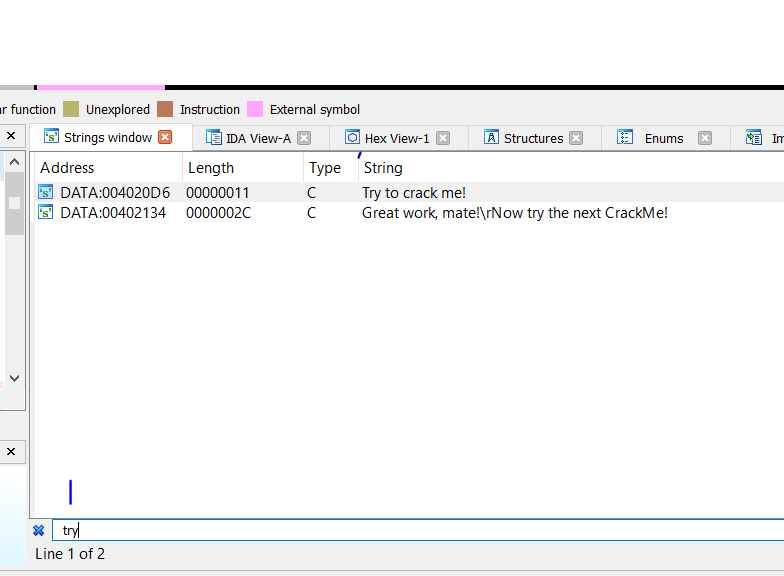 ar function Unexplored Instruction External symbol
Strings window IDA View-A Hex View-1 Structures Enums Im
Address Length Type String
DATA:004020D6 00000011 C Try to crack me!
DATA:00402134 0000002C C Great work, mate!\rNow try the next CrackMe!
try
Line 1 of 2